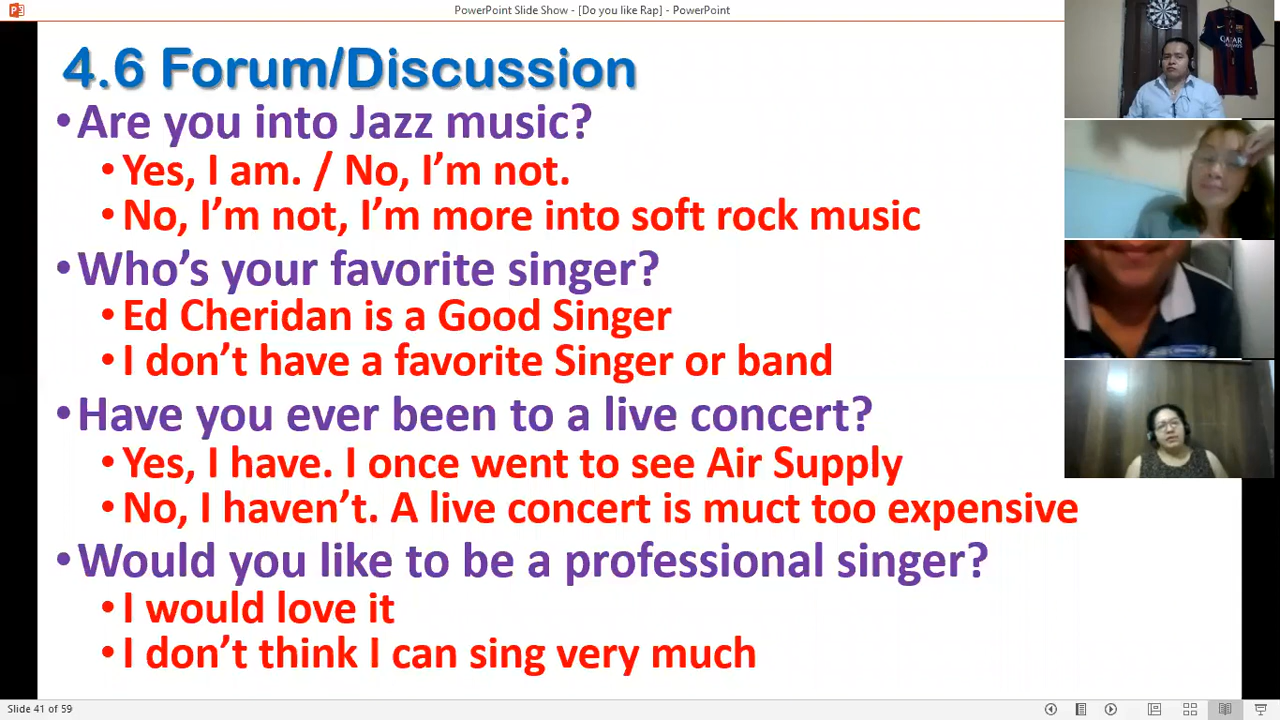 PowerPoint Slide Show - [Do you like Rap] - PowerPoint
4.6 Forum/Discussion
•Are you into Jazz music?
•Yes, I am. / No, I'm not.
•No, I'm not, I'm more into soft rock music
•Who's your favorite singer?
•Ed Cheridan is a Good Singer
•I don't have a favorite Singer or band
•Have you ever been to a live concert?
•Yes, I have. I once went to see Air Supply
•No, I haven't. A live concert is muct too expensive
•Would you like to be a professional singer?
•I would love it
•I don't think I can sing very much
QATAR
Slide 41 of 59